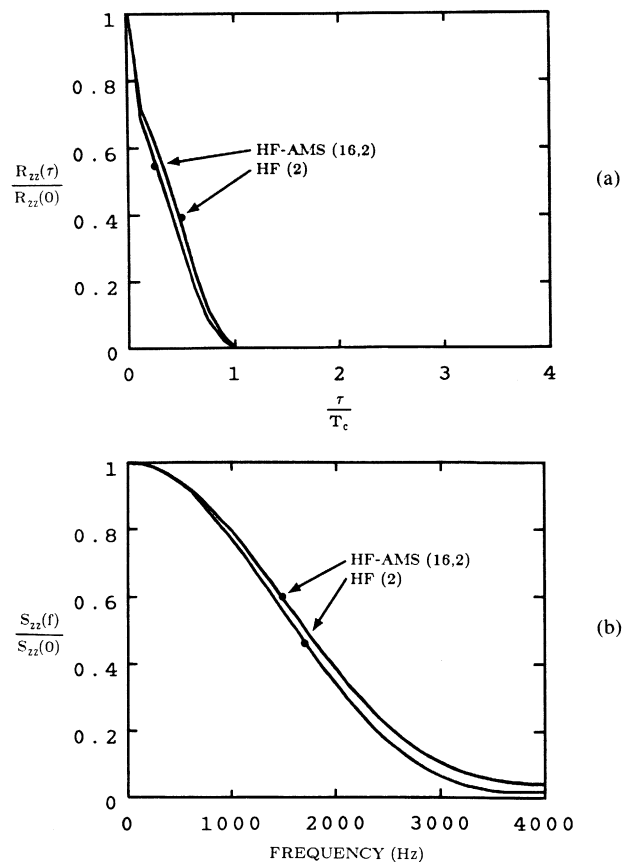 1
0.8
0.6
0.4
0.2
0
R_zz(τ)
R_zz(0)
HF-AMS (16,2)
HF (2)
(a)
0 1 2 3 4
τ
T_c
1
0.8
0.6
0.4
0.2
0
S_zz(f)
S_zz(0)
HF-AMS (16,2)
HF (2)
(b)
0 1000 2000 3000 4000
FREQUENCY (Hz)